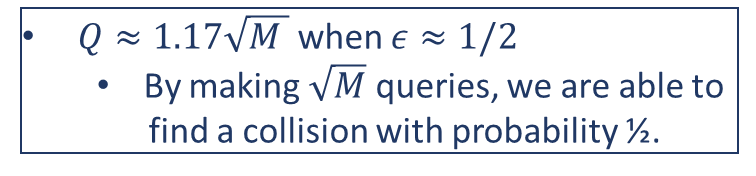 • Q ≈ 1.17√M when ϵ ≈ 1/2
• By making √M queries, we are able to
find a collision with probability ½.